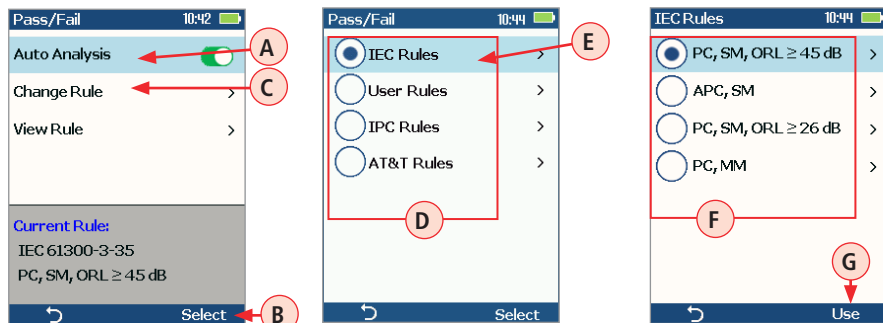 Pass/Fail 10:42
Auto Analysis
A
Change Rule >
C
View Rule >
Current Rule:
IEC 61300-3-35
PC, SM, ORL ≥ 45 dB
Select
B
Pass/Fail 10:44
IEC Rules >
E
User Rules >
IPC Rules >
AT&T Rules >
D
Select
IEC Rules 10:44
PC, SM, ORL ≥ 45 dB >
APC, SM
PC, SM, ORL ≥ 26 dB >
PC, MM >
F
G
Use